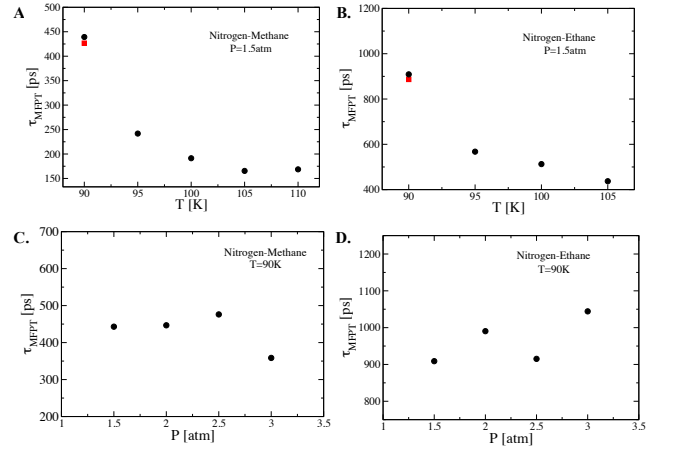 A
500
450
400
350
300
250
200
150
τMFPT [ps]
Nitrogen-Methane
P=1.5atm
90
95
100
105
110
T [K]
B.
1200
1000
800
600
400
τMFPT [ps]
Nitrogen-Ethane
P=1.5atm
90
95
100
105
T [K]
C.
700
600
500
400
300
200
τMFPT [ps]
Nitrogen-Methane
T=90K
1
1.5
2
2.5
3
3.5
P [atm]
D.
1200
1100
1000
900
800
τMFPT [ps]
Nitrogen-Ethane
T=90K
1
1.5
2
2.5
3
3.5
P [atm]